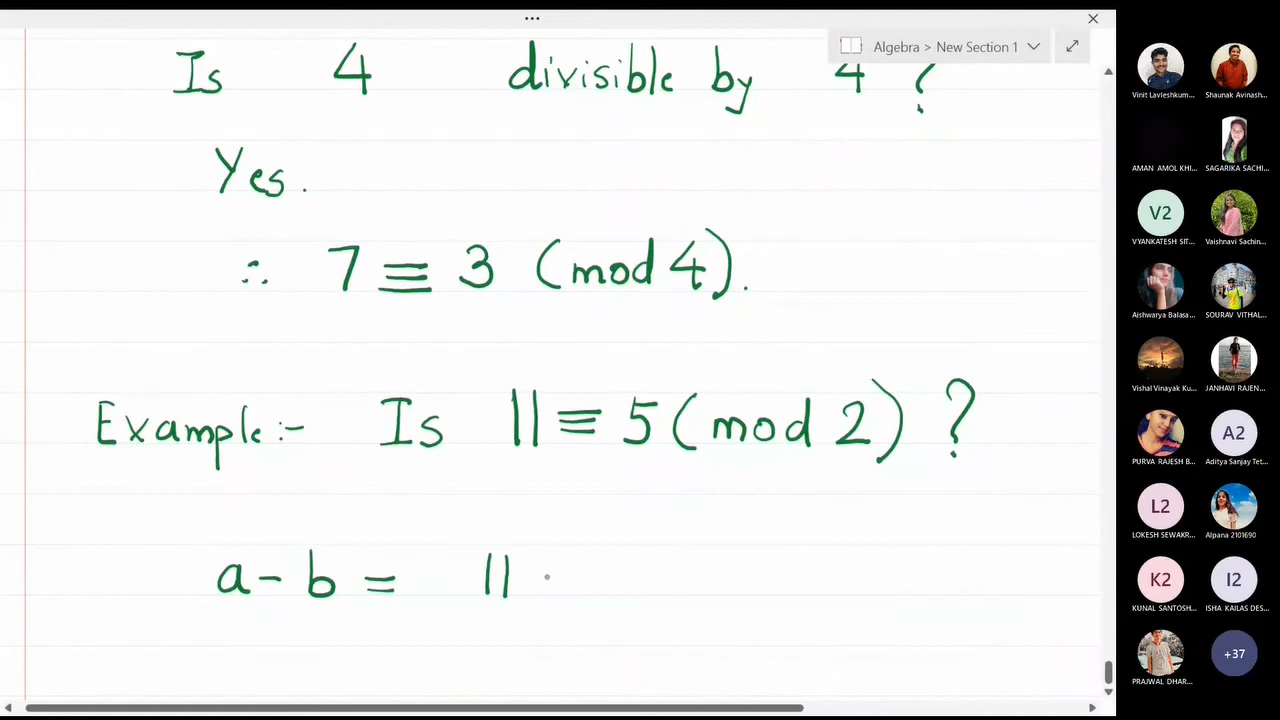 ...
Algebra > New Section 1
Is 4 divisible by 4 ?
Yes.
∴ 7 ≡ 3 (mod 4).
Example:- Is 11 ≡ 5 (mod 2) ?
a - b = 11
Vinit Lavleshkum...
Shaunak Avinash...
AMAN AMOL KHI...
SAGARIKA SACHI...
V2
VYANKATESH SIT...
Vaishnavi Sachin...
Aishwarya Balasa...
SOURAV VITHAL...
Vishal Vinayak Ku...
JANHAVI RAJEN...
PURVA RAJESH B...
A2
Aditya Sanjay Tet...
L2
LOKESH SEWAKR...
Alpana 2101690
K2
KUNAL SANTOSH...
I2
ISHA KAILAS DES...
PRAJWAL DHAR...
+37